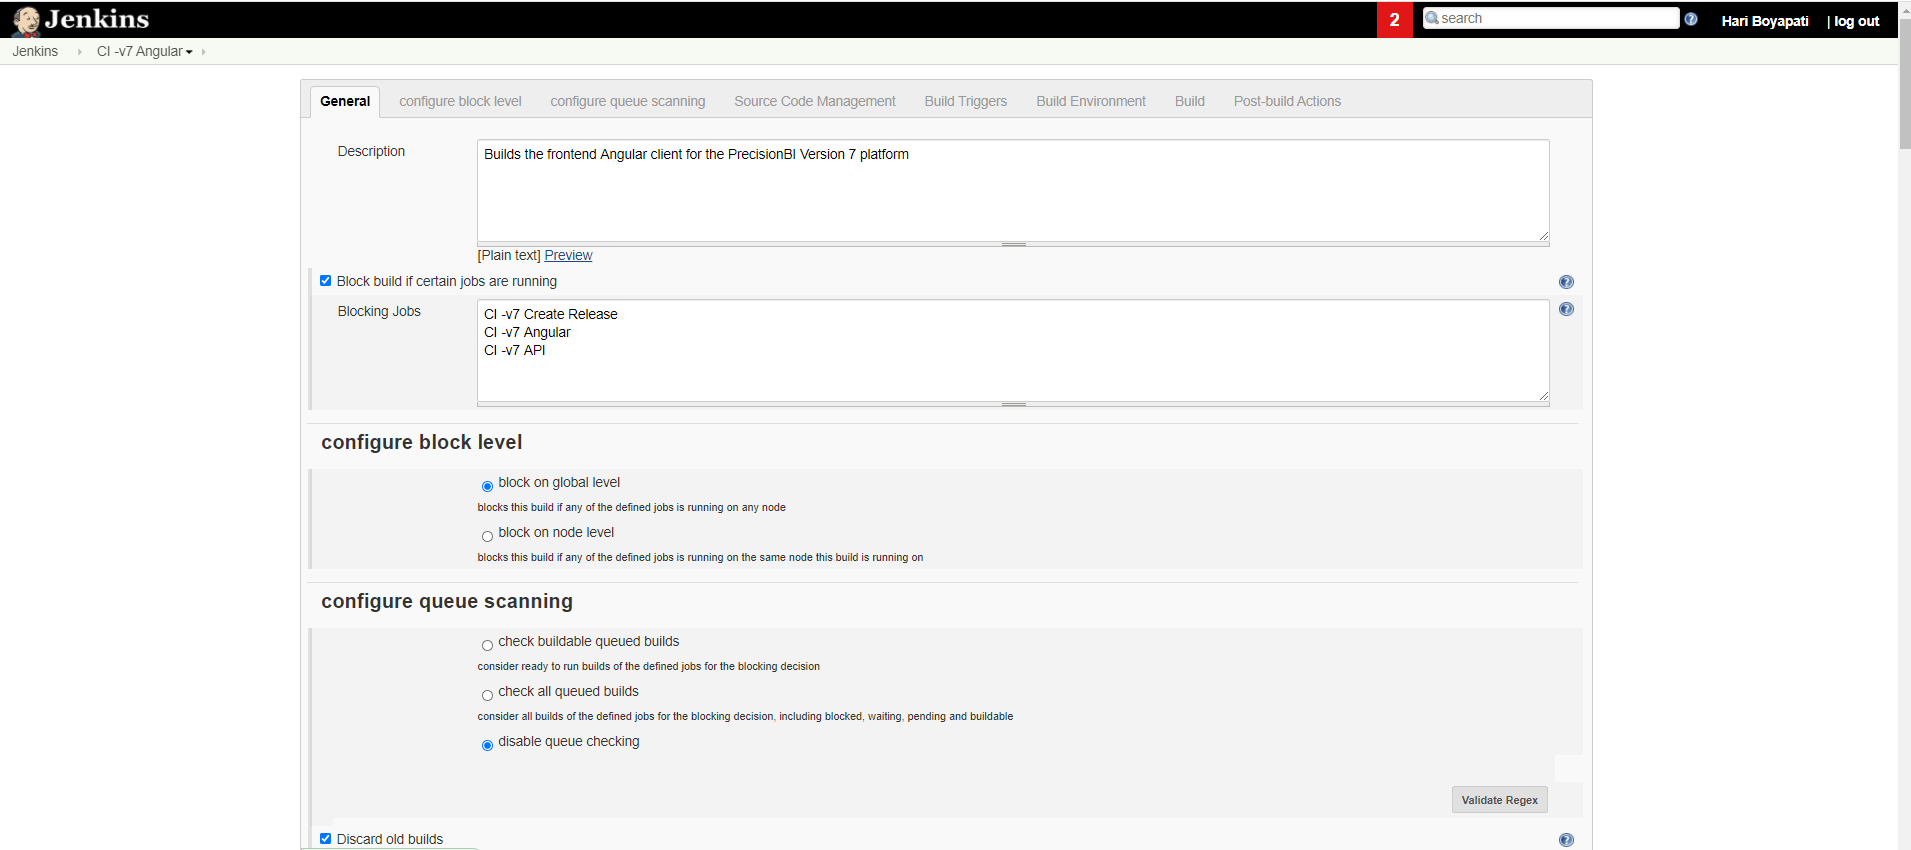 Jenkins
2
search
Hari Boyapati
| log out
Jenkins
CI -v7 Angular
General
configure block level
configure queue scanning
Source Code Management
Build Triggers
Build Environment
Build
Post-build Actions
Description
Builds the frontend Angular client for the PrecisionBI Version 7 platform
[Plain text] Preview
Block build if certain jobs are running
Blocking Jobs
CI -v7 Create Release
CI -v7 Angular
CI -v7 API
configure block level
block on global level
blocks this build if any of the defined jobs is running on any node
block on node level
blocks this build if any of the defined jobs is running on the same node this build is running on
configure queue scanning
check buildable queued builds
consider ready to run builds of the defined jobs for the blocking decision
check all queued builds
consider all builds of the defined jobs for the blocking decision, including blocked, waiting, pending and buildable
disable queue checking
Validate Regex
Discard old builds